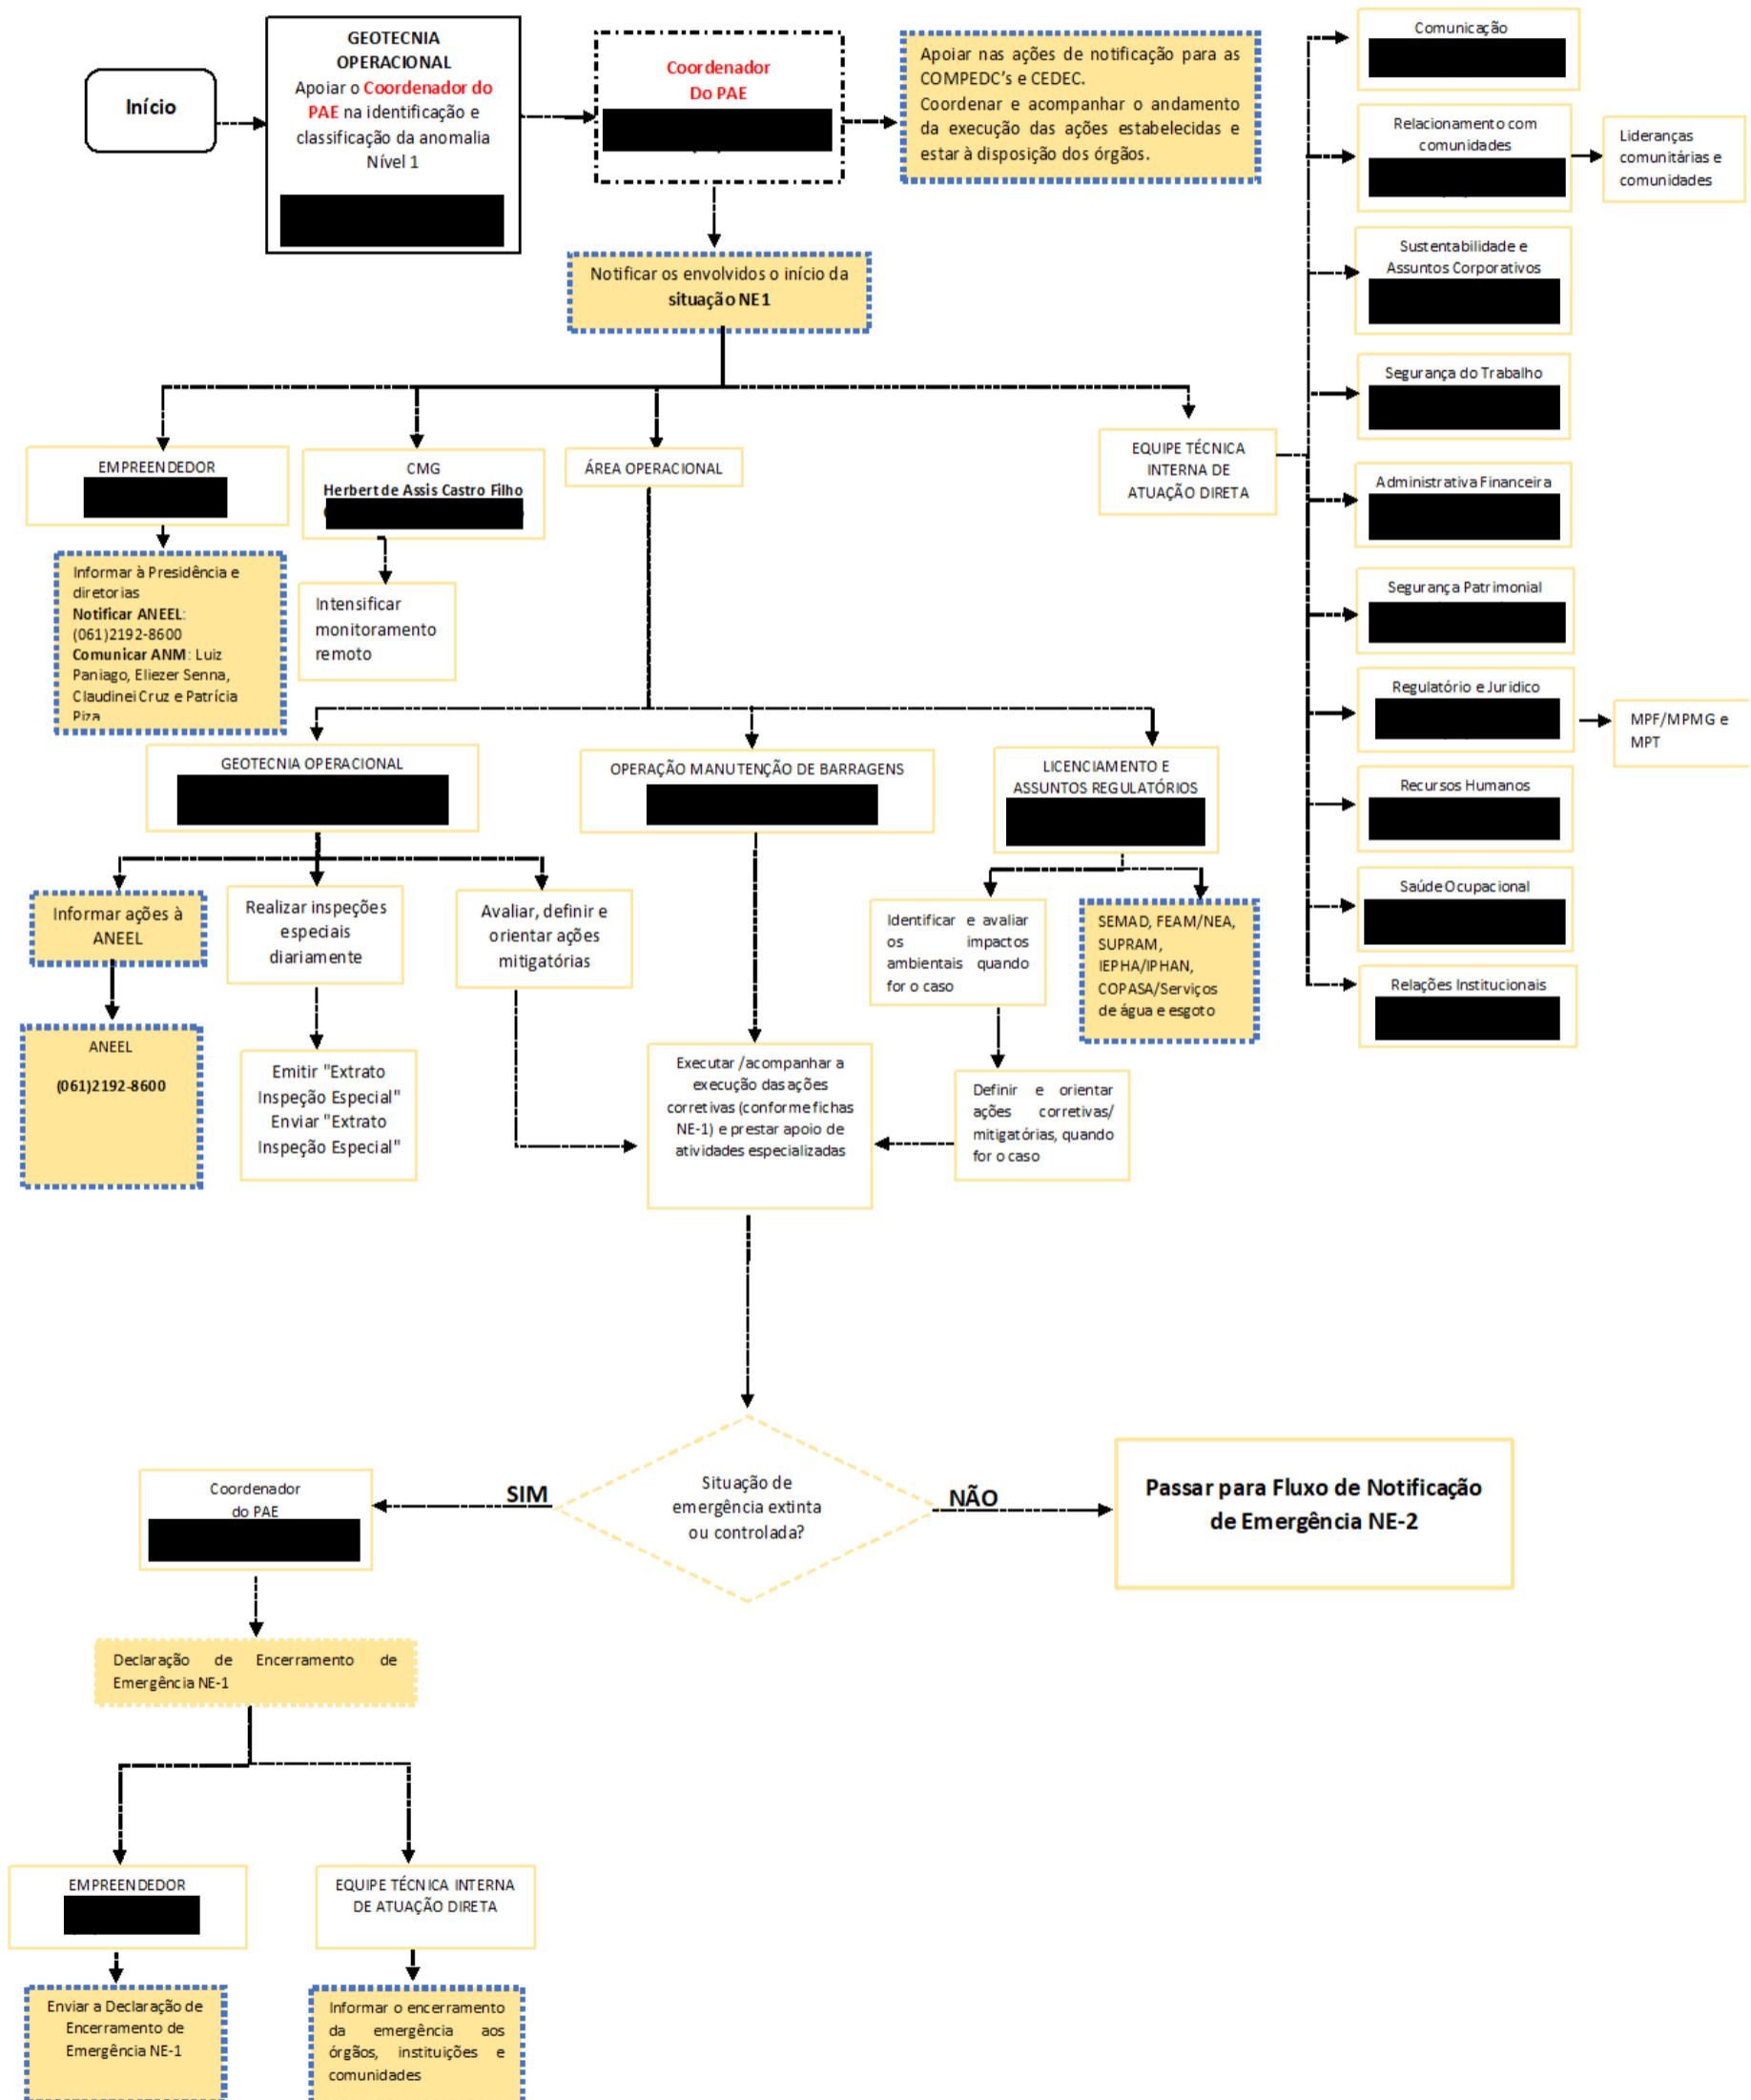 Início
GEOTECNIA
OPERACIONAL
Apoiar o Coordenador do
PAE na identificação e
classificação da anomalia
Nível 1
Coordenador
Do PAE
Apoiar nas ações de notificação para as
COMPEDC's e CEDEC.
Coordenar e acompanhar o andamento
da execução das ações estabelecidas e
estar à disposição dos órgãos.
Notificar os envolvidos o início da
situação NE1
Comunicação
Relacionamento com
comunidades
Lideranças
comunitárias e
comunidades
Sustentabilidade e
Assuntos Corporativos
Segurança do Trabalho
Administrativa Financeira
Segurança Patrimonial
Regulatório e Juridico
MPF/MPMG e
MPT
Recursos Humanos
Saúde Ocupacional
Relações Institucionais
EMPREENDEDOR
CMG
Herbert de Assis Castro Filho
ÁREA OPERACIONAL
EQUIPE TÉCNICA
INTERNA DE
ATUAÇÃO DIRETA
Informar à Presidência e
diretorias
Notificar ANEEL:
(061)2192-8600
Comunicar ANM: Luiz
Paniago, Eliezer Senna,
Claudinei Cruz e Patrícia
Piza
Intensificar
monitoramento
remoto
GEOTECNIA OPERACIONAL
OPERAÇÃO MANUTENÇÃO DE BARRAGENS
LICENCIAMENTO E
ASSUNTOS REGULATÓRIOS
Informar ações à
ANEEL
Realizar inspeções
especiais
diariamente
Avaliar, definir e
orientar ações
mitigatórias
Identificar e avaliar
os impactos
ambientais quando
for o caso
SEMAD, FEAM/NEA,
SUPRAM,
IEPHA/IPHAN,
COPASA/Serviços
de água e esgoto
ANEEL
(061)2192-8600
Emitir "Extrato
Inspeção Especial"
Enviar "Extrato
Inspeção Especial"
Executar /acompanhar a
execução das ações
corretivas (conforme fichas
NE-1) e prestar apoio de
atividades especializadas
Definir e orientar
ações corretivas/
mitigatórias, quando
for o caso
Situação de
emergência extinta
ou controlada?
SIM
NÃO
Coordenador
do PAE
Passar para Fluxo de Notificação
de Emergência NE-2
Declaração de Encerramento de
Emergência NE-1
EMPREENDEDOR
EQUIPE TÉCNICA INTERNA
DE ATUAÇÃO DIRETA
Enviar a Declaração de
Encerramento de
Emergência NE-1
Informar o encerramento
da emergência aos
órgãos, instituições e
comunidades